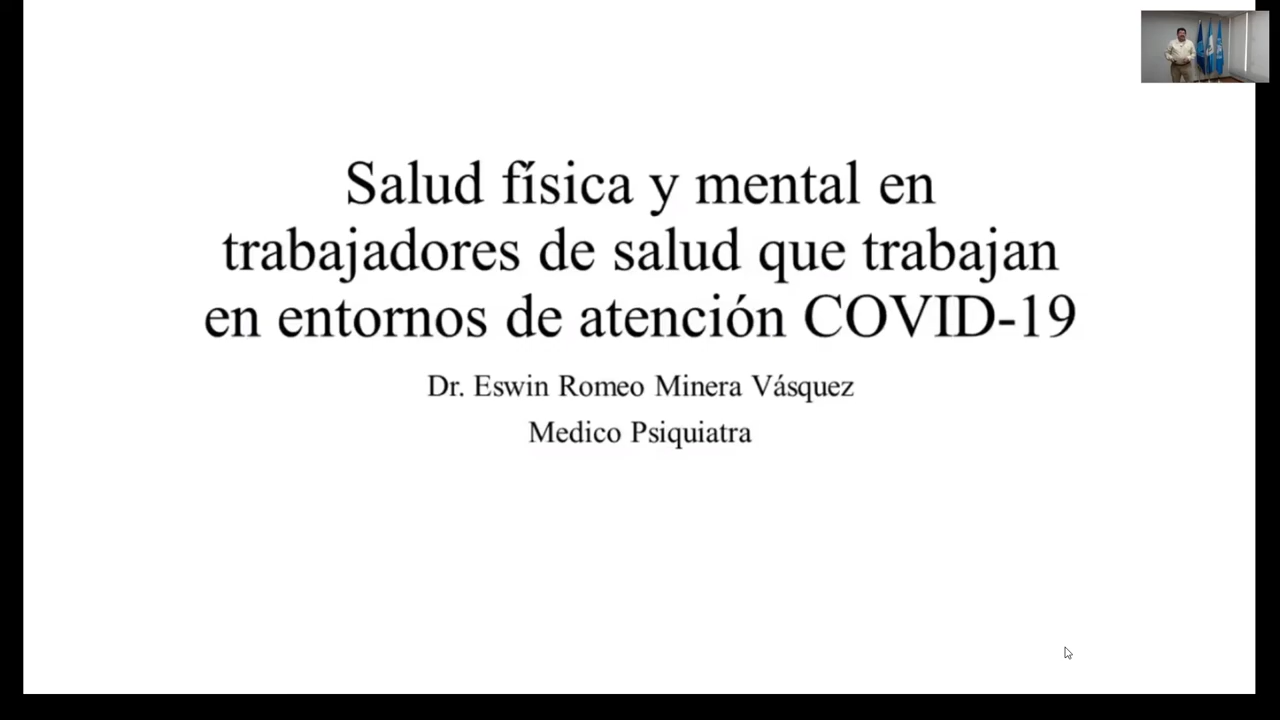 Salud física y mental en
trabajadores de salud que trabajan
en entornos de atención COVID-19
Dr. Eswin Romeo Minera Vásquez
Medico Psiquiatra